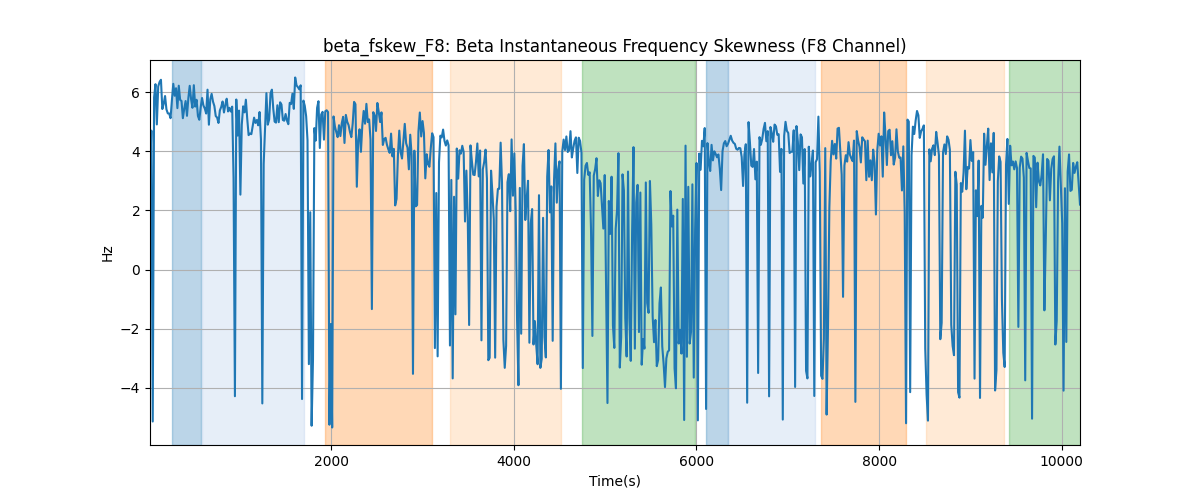 beta_fskew_F8: Beta Instantaneous Frequency Skewness (F8 Channel)
6
4
2
0
−2
−4
Hz
2000 4000 6000 8000 10000
Time(s)